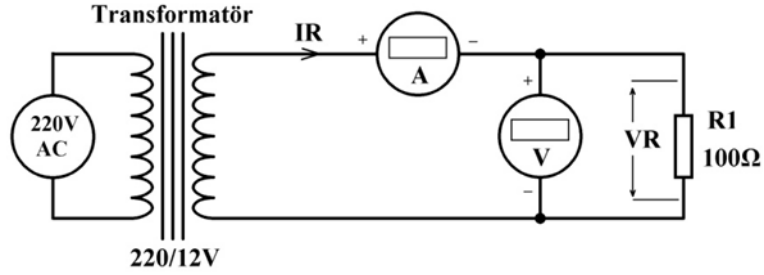 Transformatör
IR
+
−
A
220V
AC
+
V
−
VR
R1
100Ω
220/12V